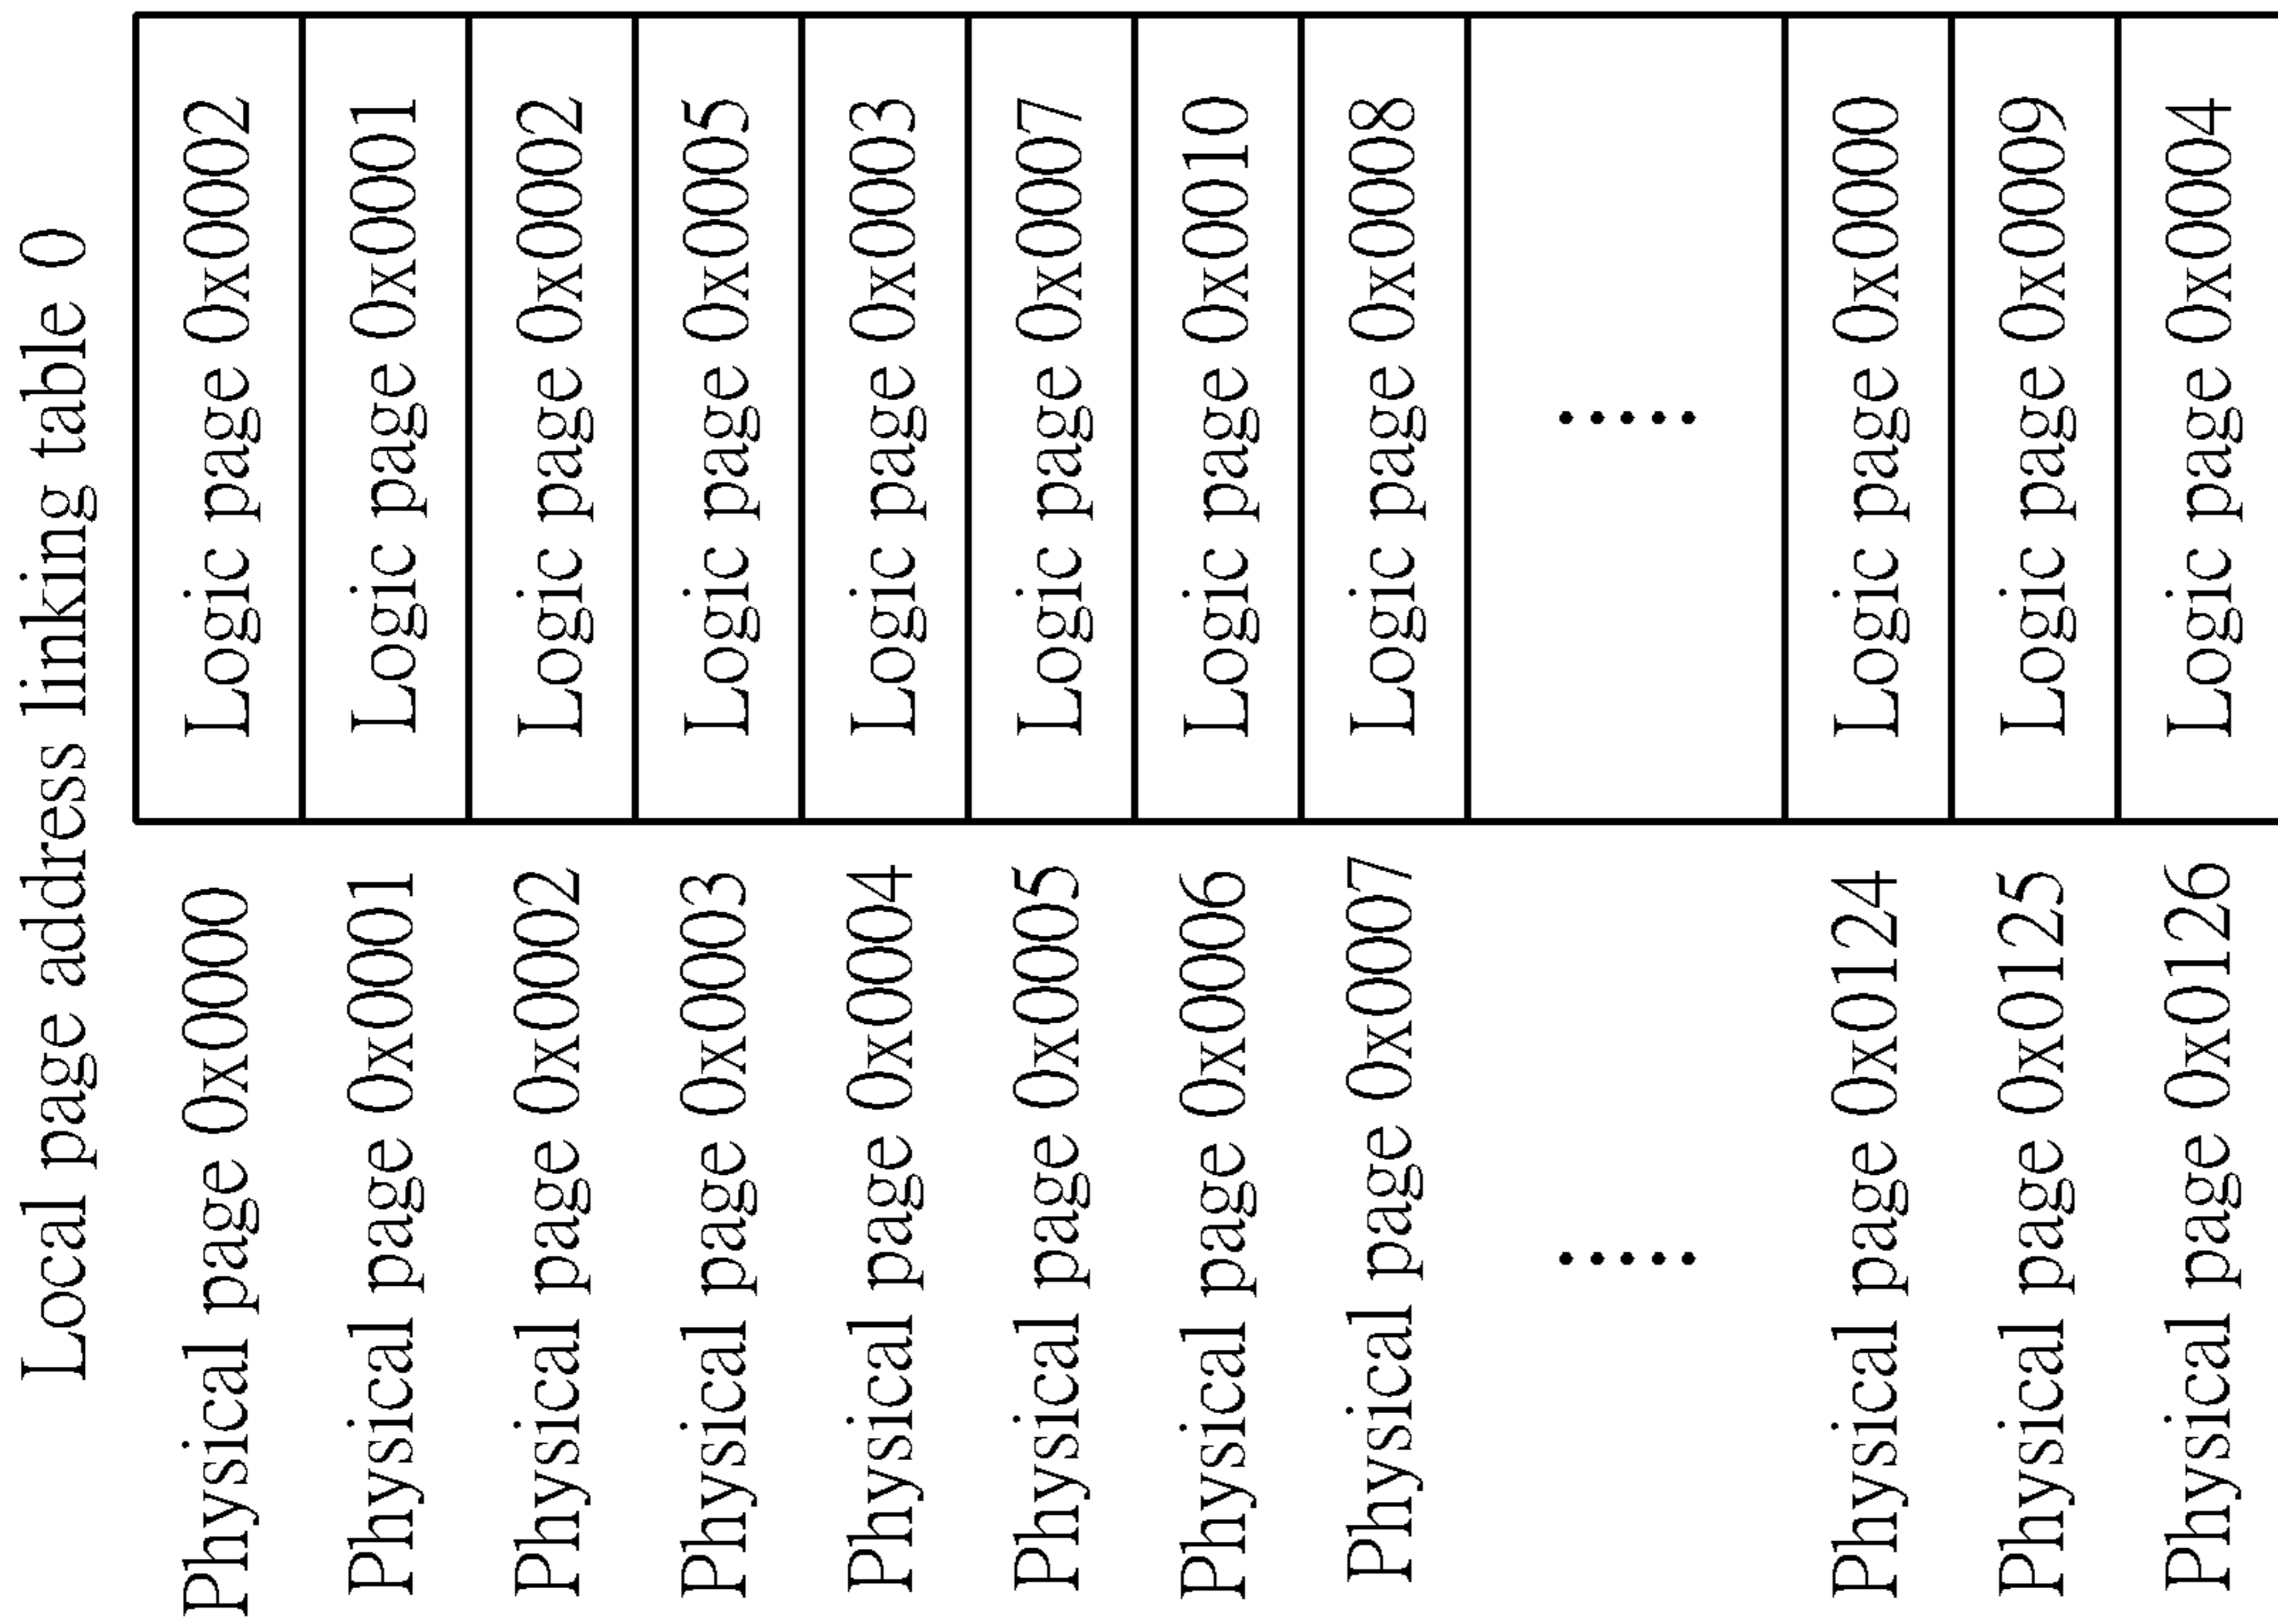 Local page address linking table 0
Physical page 0x0000 Logic page 0x0002
Physical page 0x0001 Logic page 0x0001
Physical page 0x0002 Logic page 0x0002
Physical page 0x0003 Logic page 0x0005
Physical page 0x0004 Logic page 0x0003
Physical page 0x0005 Logic page 0x0007
Physical page 0x0006 Logic page 0x0010
Physical page 0x0007 Logic page 0x0008
..... .....
Physical page 0x0124 Logic page 0x0000
Physical page 0x0125 Logic page 0x0009
Physical page 0x0126 Logic page 0x0004